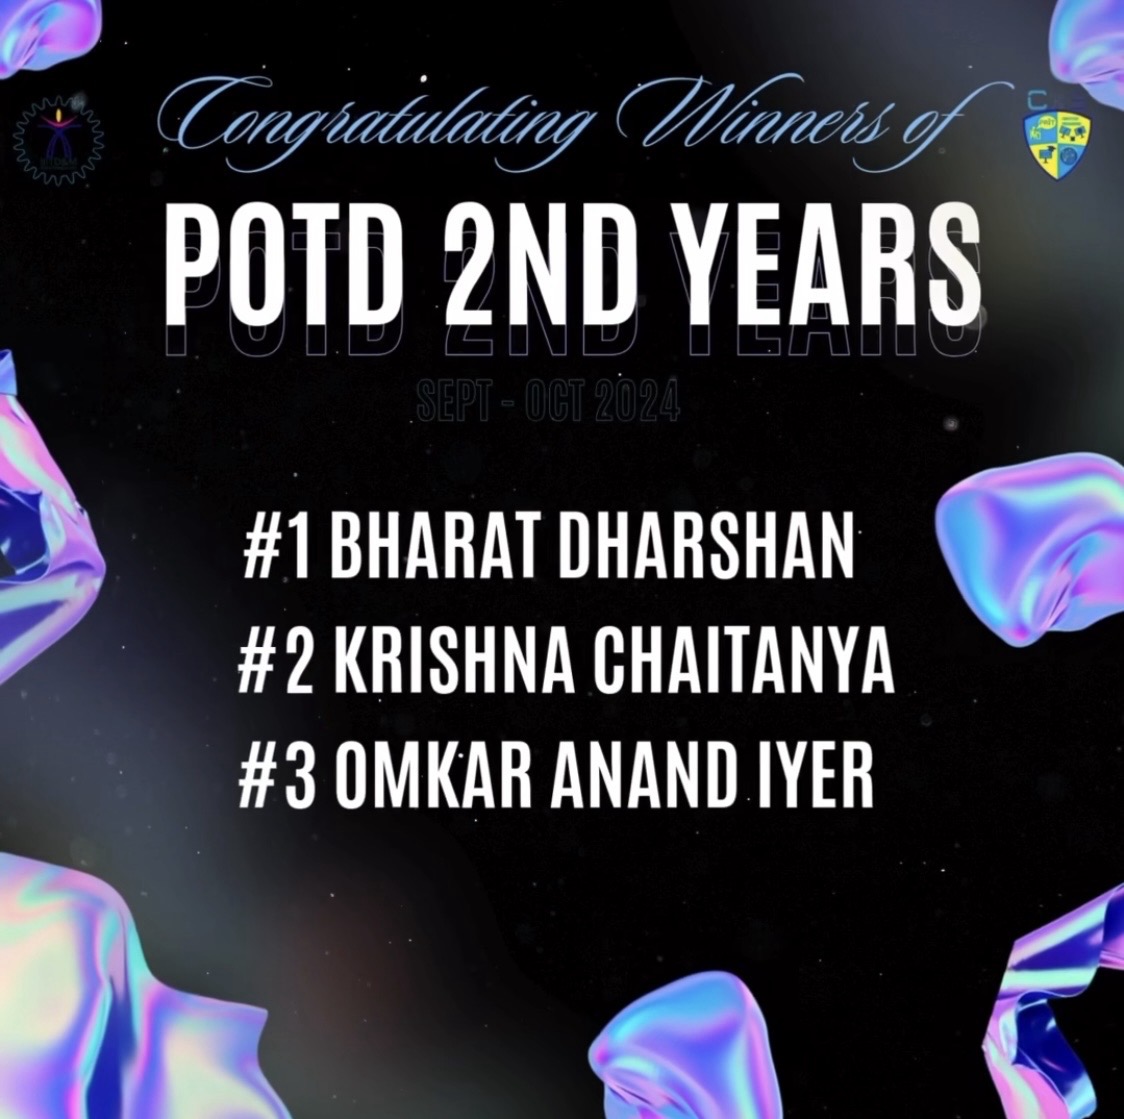 Congratulating Winners of
POTD 2ND YEARS
SEPT - OCT 2024
#1 BHARAT DHARSHAN
#2 KRISHNA CHAITANYA
#3 OMKAR ANAND IYER